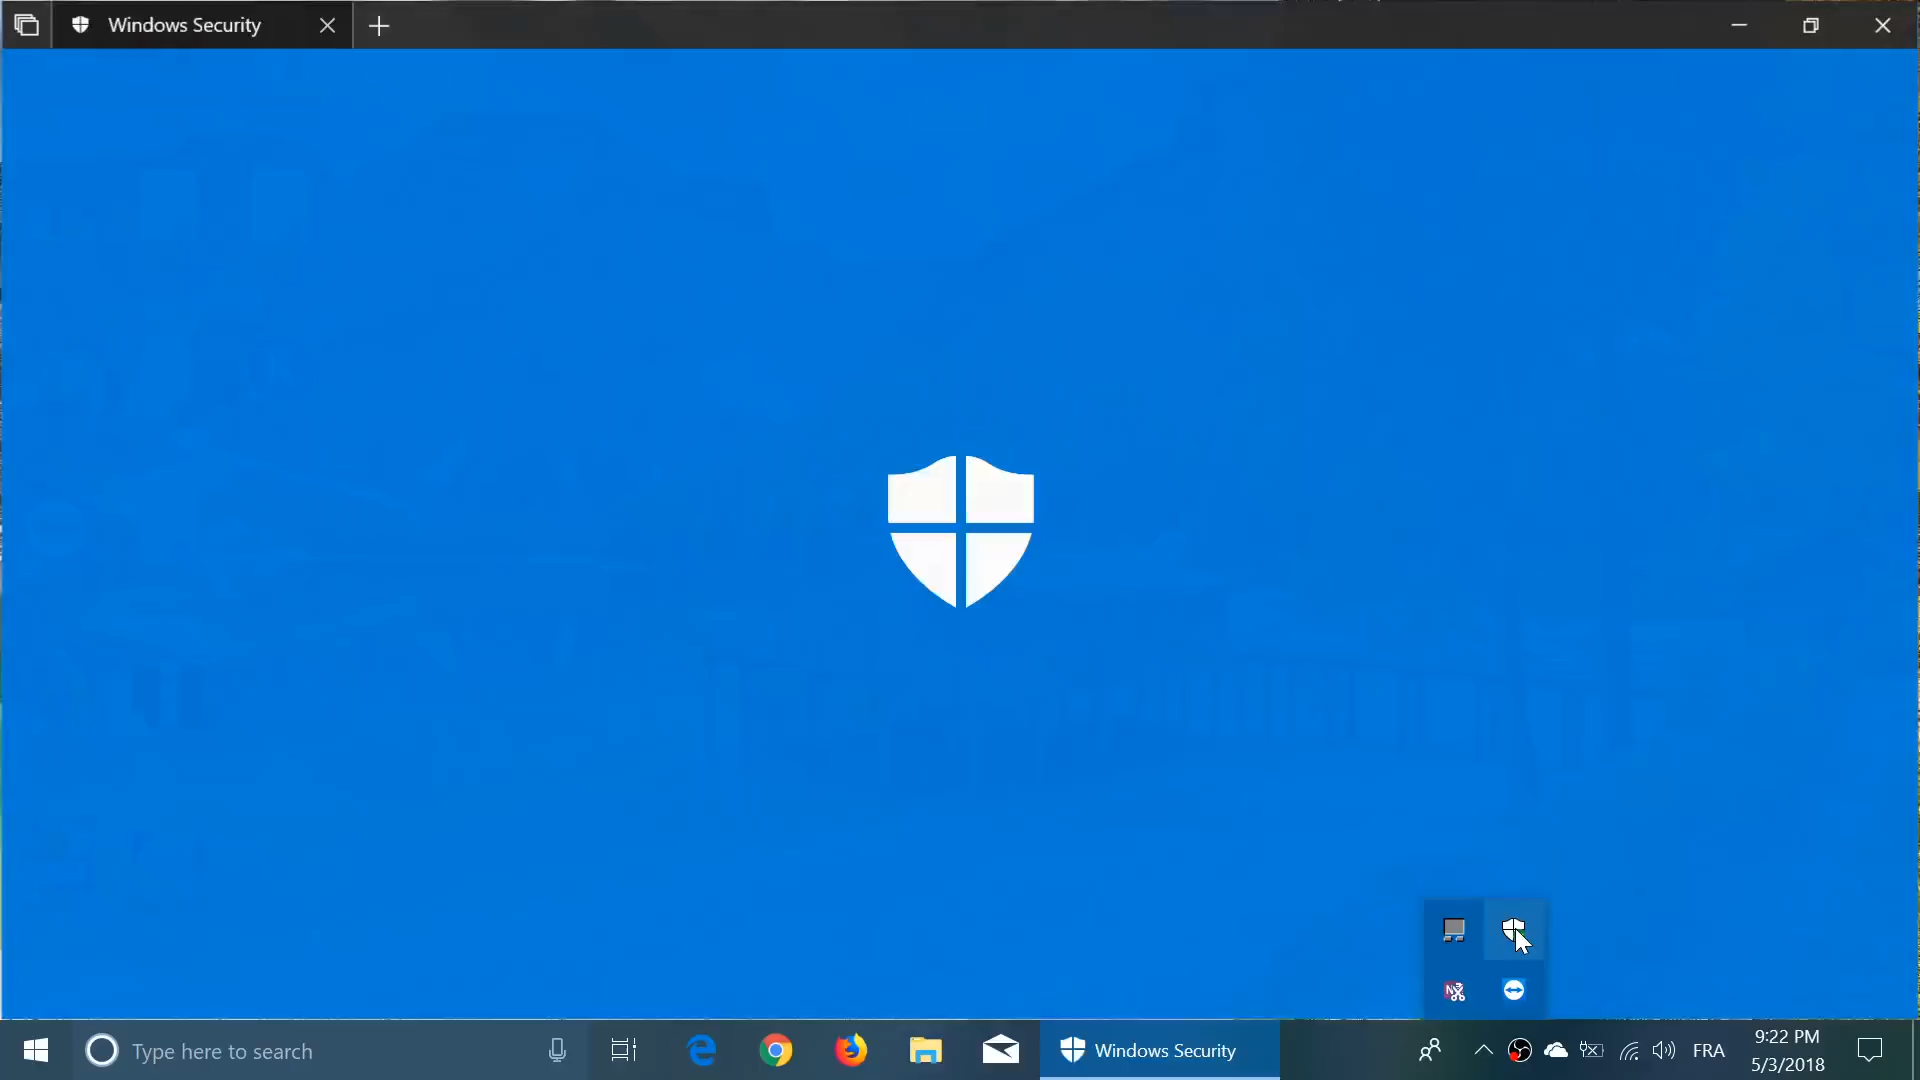 Windows Security
Type here to search
Windows Security
FRA
9:22 PM
5/3/2018